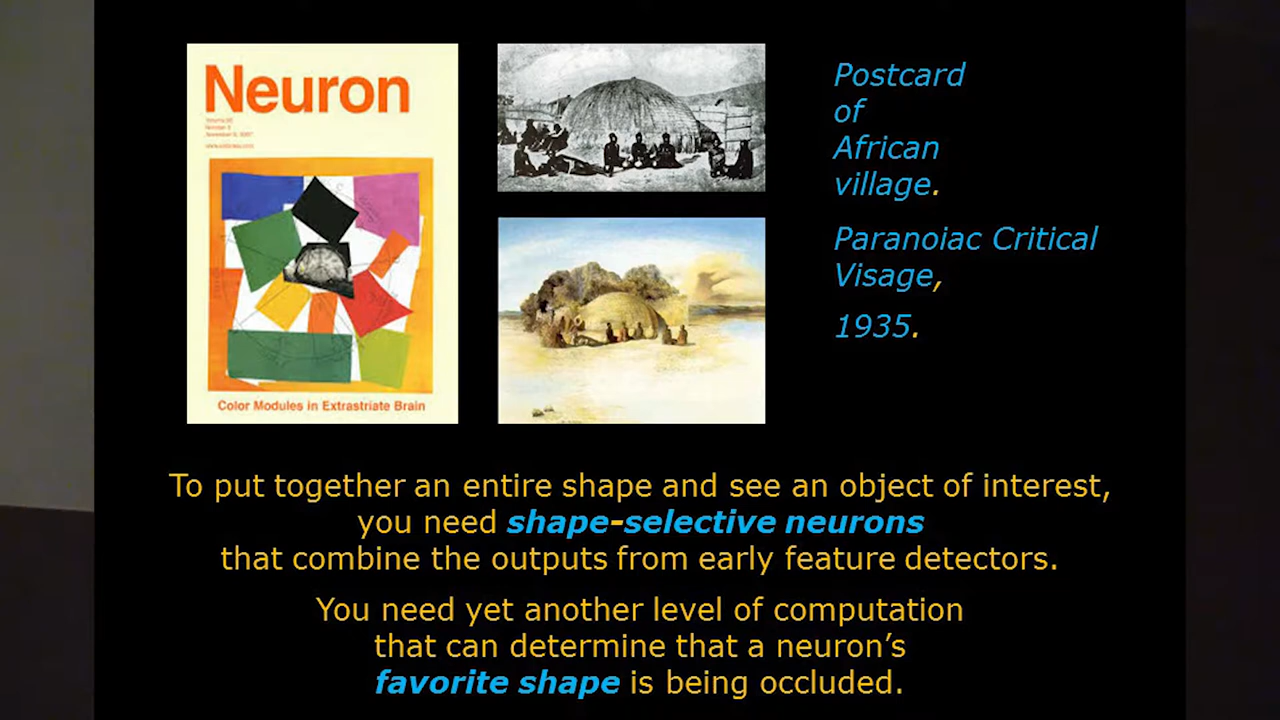 Neuron
Color Modules in Extrastriate Brain
Postcard
of
African
village.
Paranoiac Critical
Visage,
1935.
To put together an entire shape and see an object of interest,
you need shape-selective neurons
that combine the outputs from early feature detectors.
You need yet another level of computation
that can determine that a neuron’s
favorite shape is being occluded.